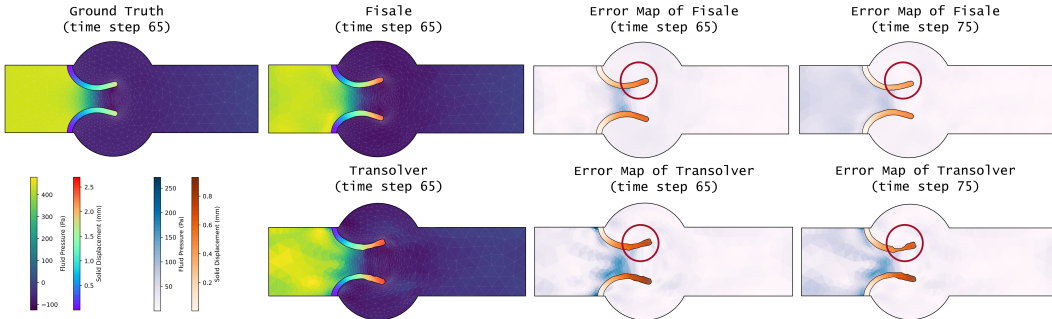 Ground Truth
(time step 65)
Fisale
(time step 65)
Error Map of Fisale
(time step 65)
Error Map of Fisale
(time step 75)
Transolver
(time step 65)
Error Map of Transolver
(time step 65)
Error Map of Transolver
(time step 75)
400
300
200
100
0
−100
Fluid Pressure (Pa)
2.5
2.0
1.5
1.0
0.5
Solid Displacement (mm)
250
200
150
100
50
Fluid Pressure (Pa)
0.8
0.6
0.4
0.2
Solid Displacement (mm)